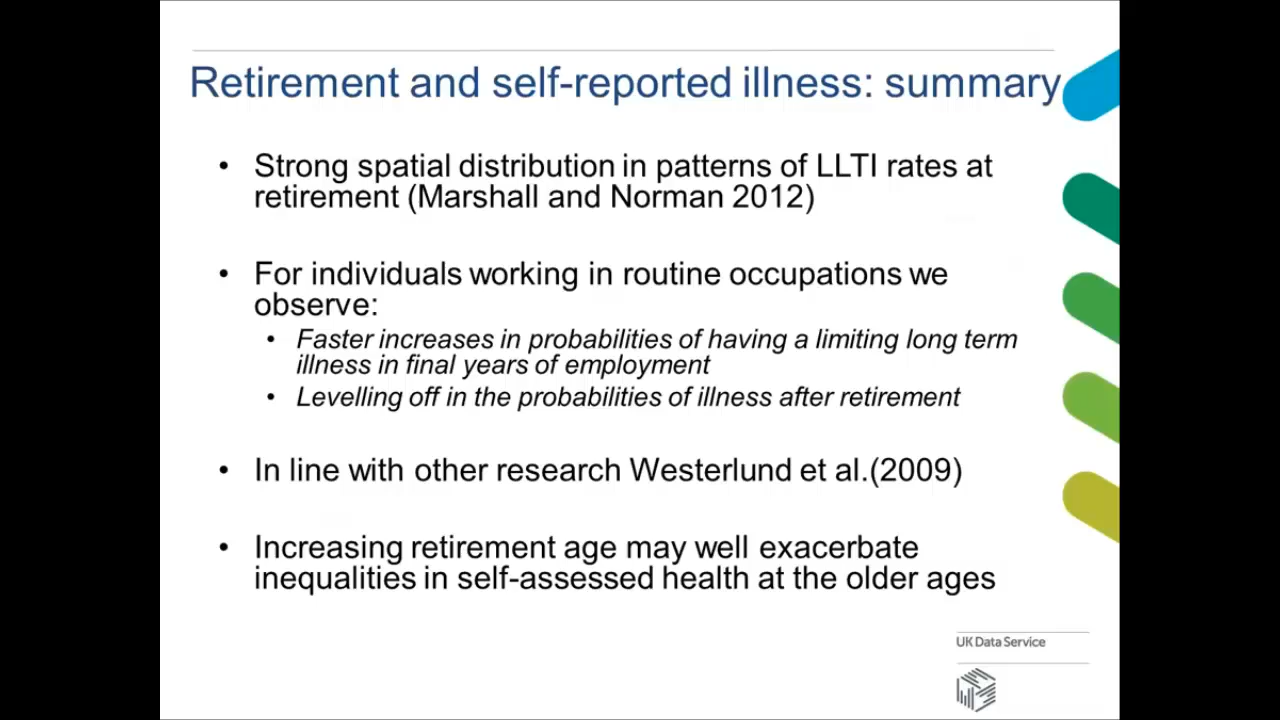 Retirement and self-reported illness: summary
• Strong spatial distribution in patterns of LLTI rates at
retirement (Marshall and Norman 2012)
• For individuals working in routine occupations we
observe:
• Faster increases in probabilities of having a limiting long term
illness in final years of employment
• Levelling off in the probabilities of illness after retirement
• In line with other research Westerlund et al.(2009)
• Increasing retirement age may well exacerbate
inequalities in self-assessed health at the older ages
UK Data Service